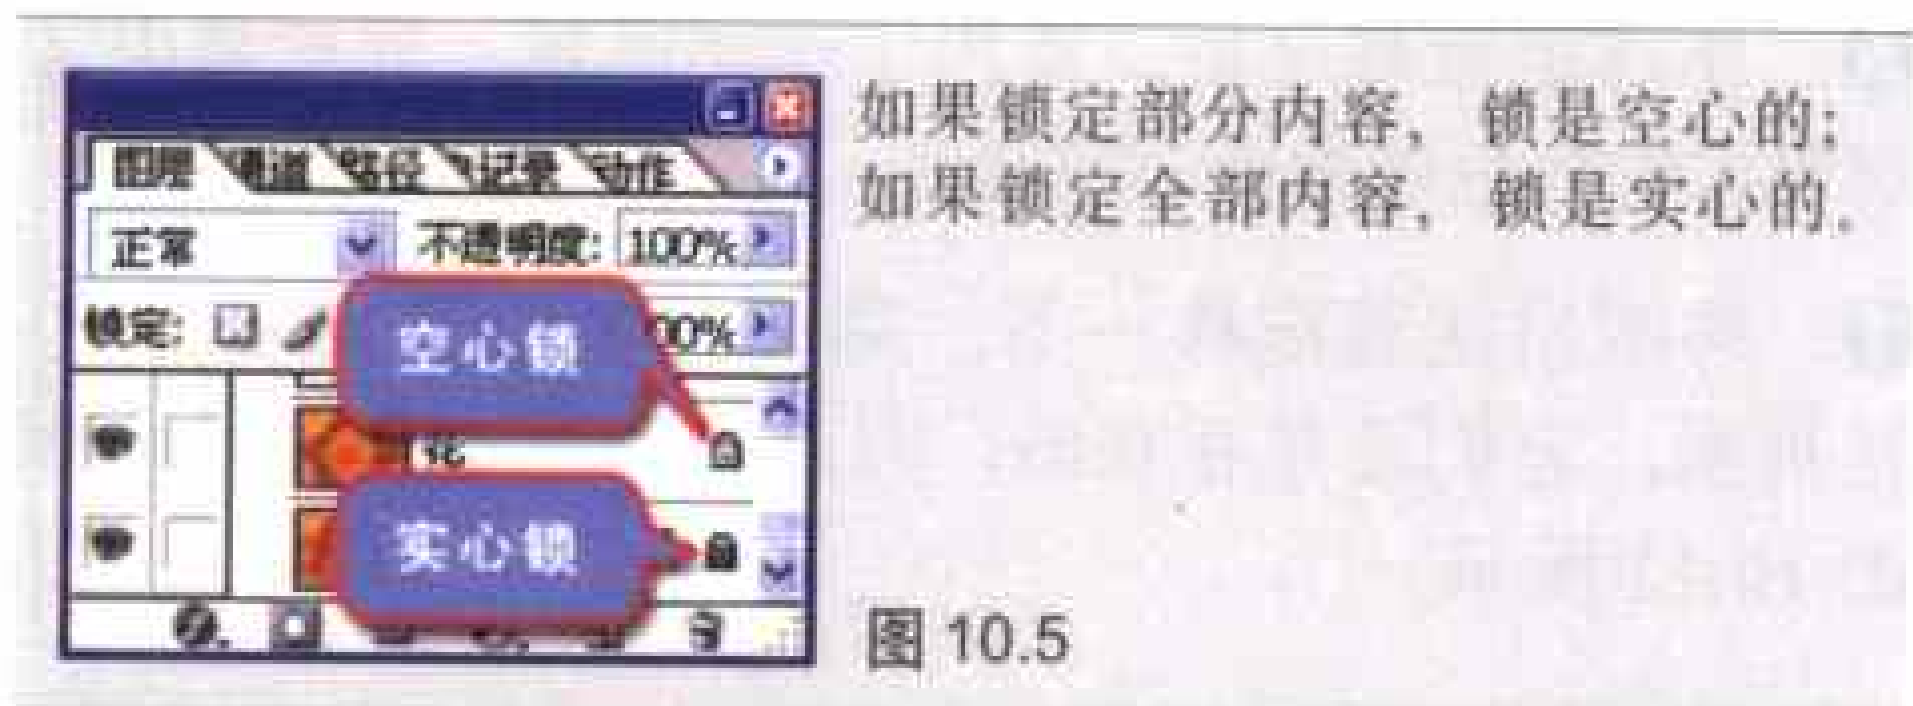 如果锁定部分内容，锁是空心的；
如果锁定全部内容，锁是实心的。
图层 通道 路径 记录 动作
正常 不透明度: 100%
锁定: 00%
空心锁
花
实心锁
图 10.5